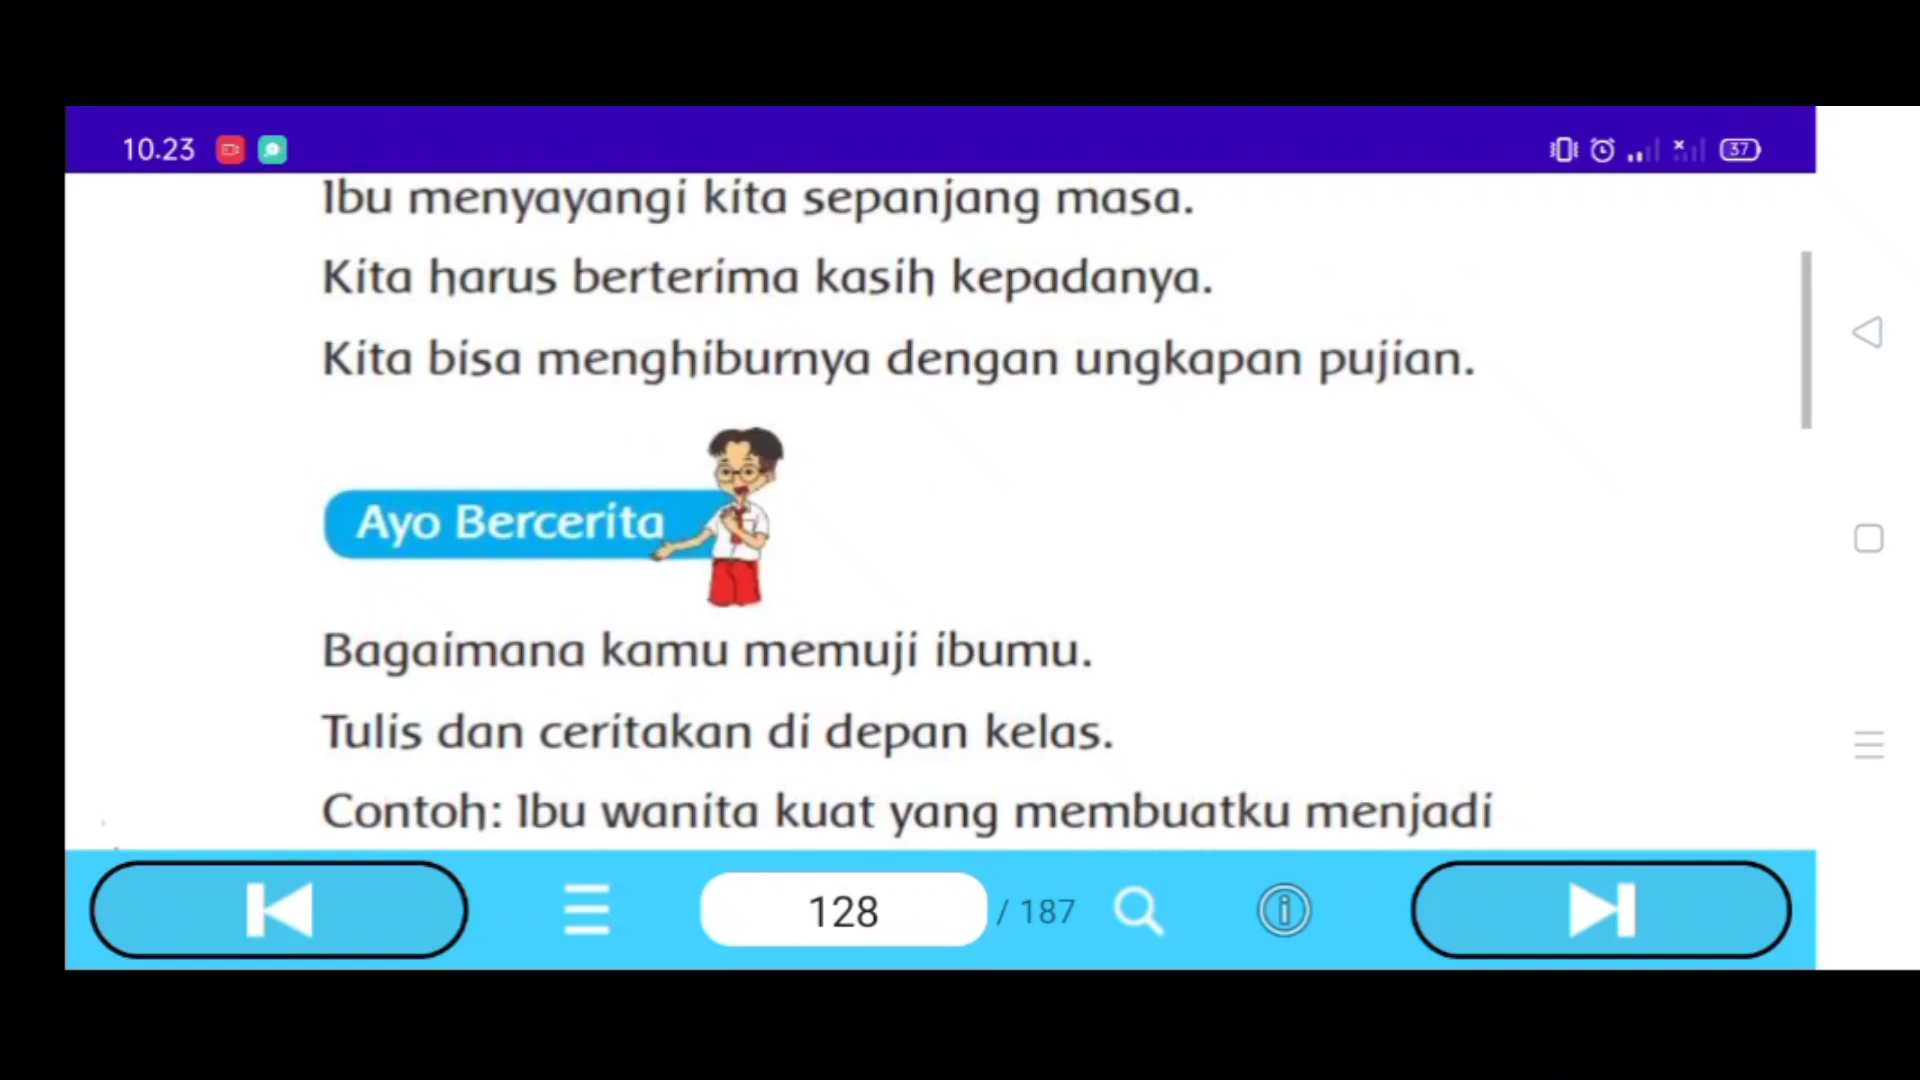 10.23
37
Ibu menyayangi kita sepanjang masa.
Kita harus berterima kasih kepadanya.
Kita bisa menghiburnya dengan ungkapan pujian.
Ayo Bercerita
Bagaimana kamu memuji ibumu.
Tulis dan ceritakan di depan kelas.
Contoh: Ibu wanita kuat yang membuatku menjadi
128 / 187